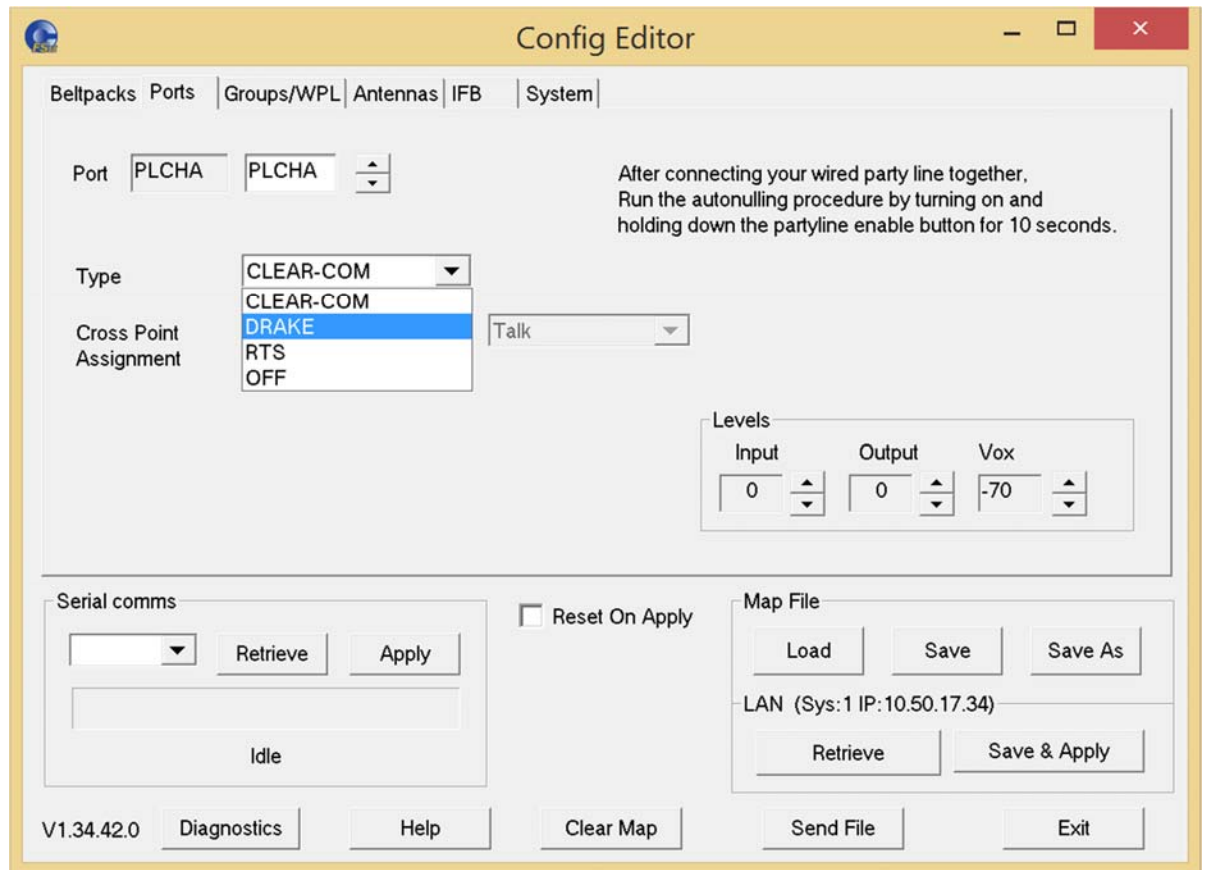 Config Editor
Beltpacks Ports Groups/WPL Antennas IFB System
Port PLCHA PLCHA
After connecting your wired party line together,
Run the autonulling procedure by turning on and
holding down the partyline enable button for 10 seconds.
Type CLEAR-COM
CLEAR-COM
DRAKE
RTS
OFF
Cross Point
Assignment
Talk
Levels
Input Output Vox
0 0 -70
Serial comms
Retrieve Apply
Idle
Reset On Apply
Map File
Load Save Save As
LAN (Sys:1 IP:10.50.17.34)
Retrieve Save & Apply
V1.34.42.0 Diagnostics Help Clear Map Send File Exit